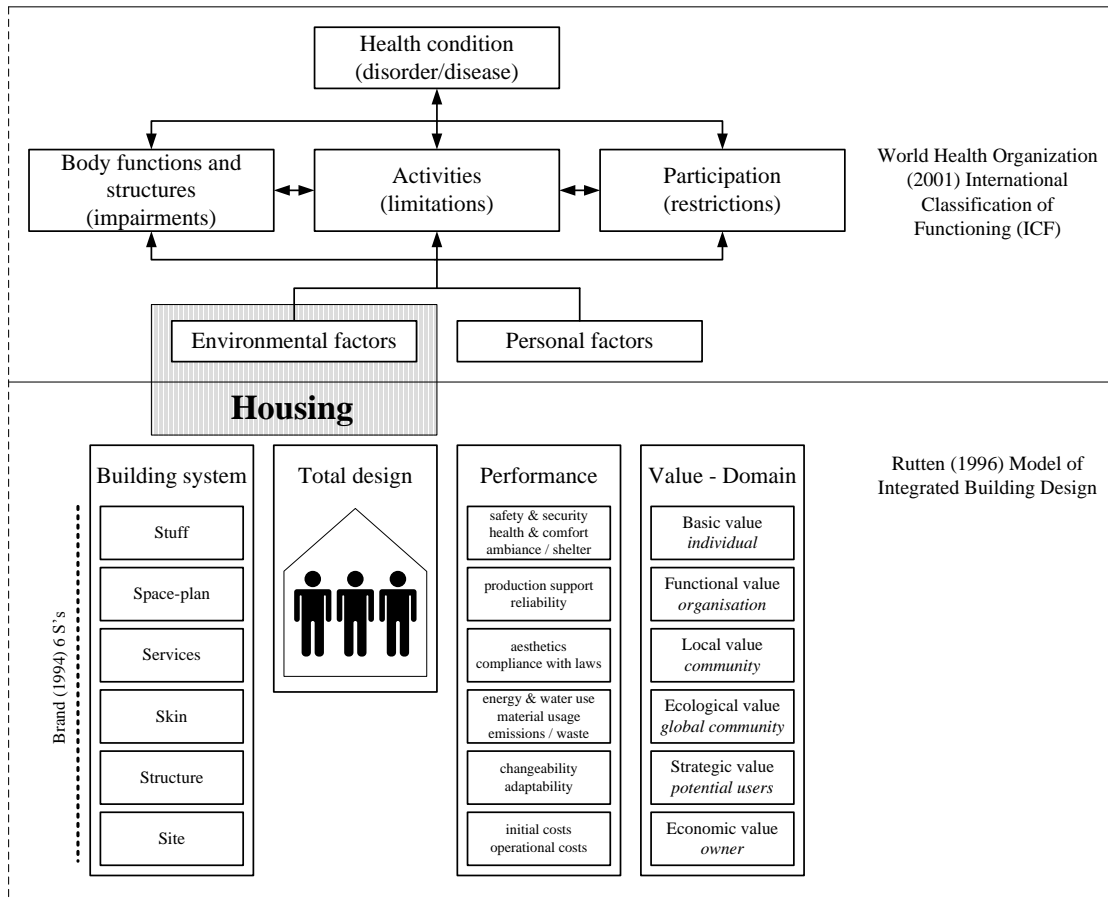 Health condition
(disorder/disease)
Body functions and
structures
(impairments)
Activities
(limitations)
Participation
(restrictions)
World Health Organization
(2001) International
Classification of
Functioning (ICF)
Environmental factors
Personal factors
Housing
Rutten (1996) Model of
Integrated Building Design
Brand (1994) 6 S's
Building system
Stuff
Space-plan
Services
Skin
Structure
Site
Total design
Performance
safety & security
health & comfort
ambiance / shelter
production support
reliability
aesthetics
compliance with laws
energy & water use
material usage
emissions / waste
changeability
adaptability
initial costs
operational costs
Value - Domain
Basic value
individual
Functional value
organisation
Local value
community
Ecological value
global community
Strategic value
potential users
Economic value
owner